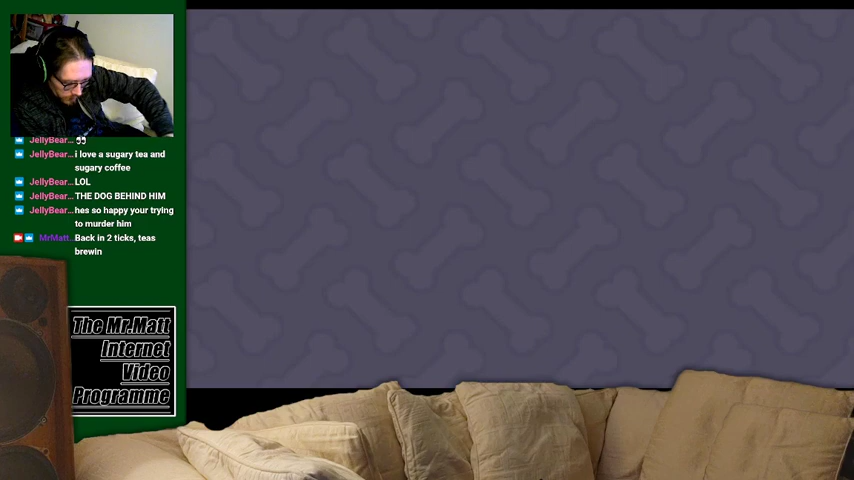 JellyBear...
JellyBear... i love a sugary tea and
sugary coffee
JellyBear... LOL
JellyBear... THE DOG BEHIND HIM
JellyBear... hes so happy your trying
to murder him
MrMatt... Back in 2 ticks, teas
brewin
The Mr.Matt
Internet
Video
Programme